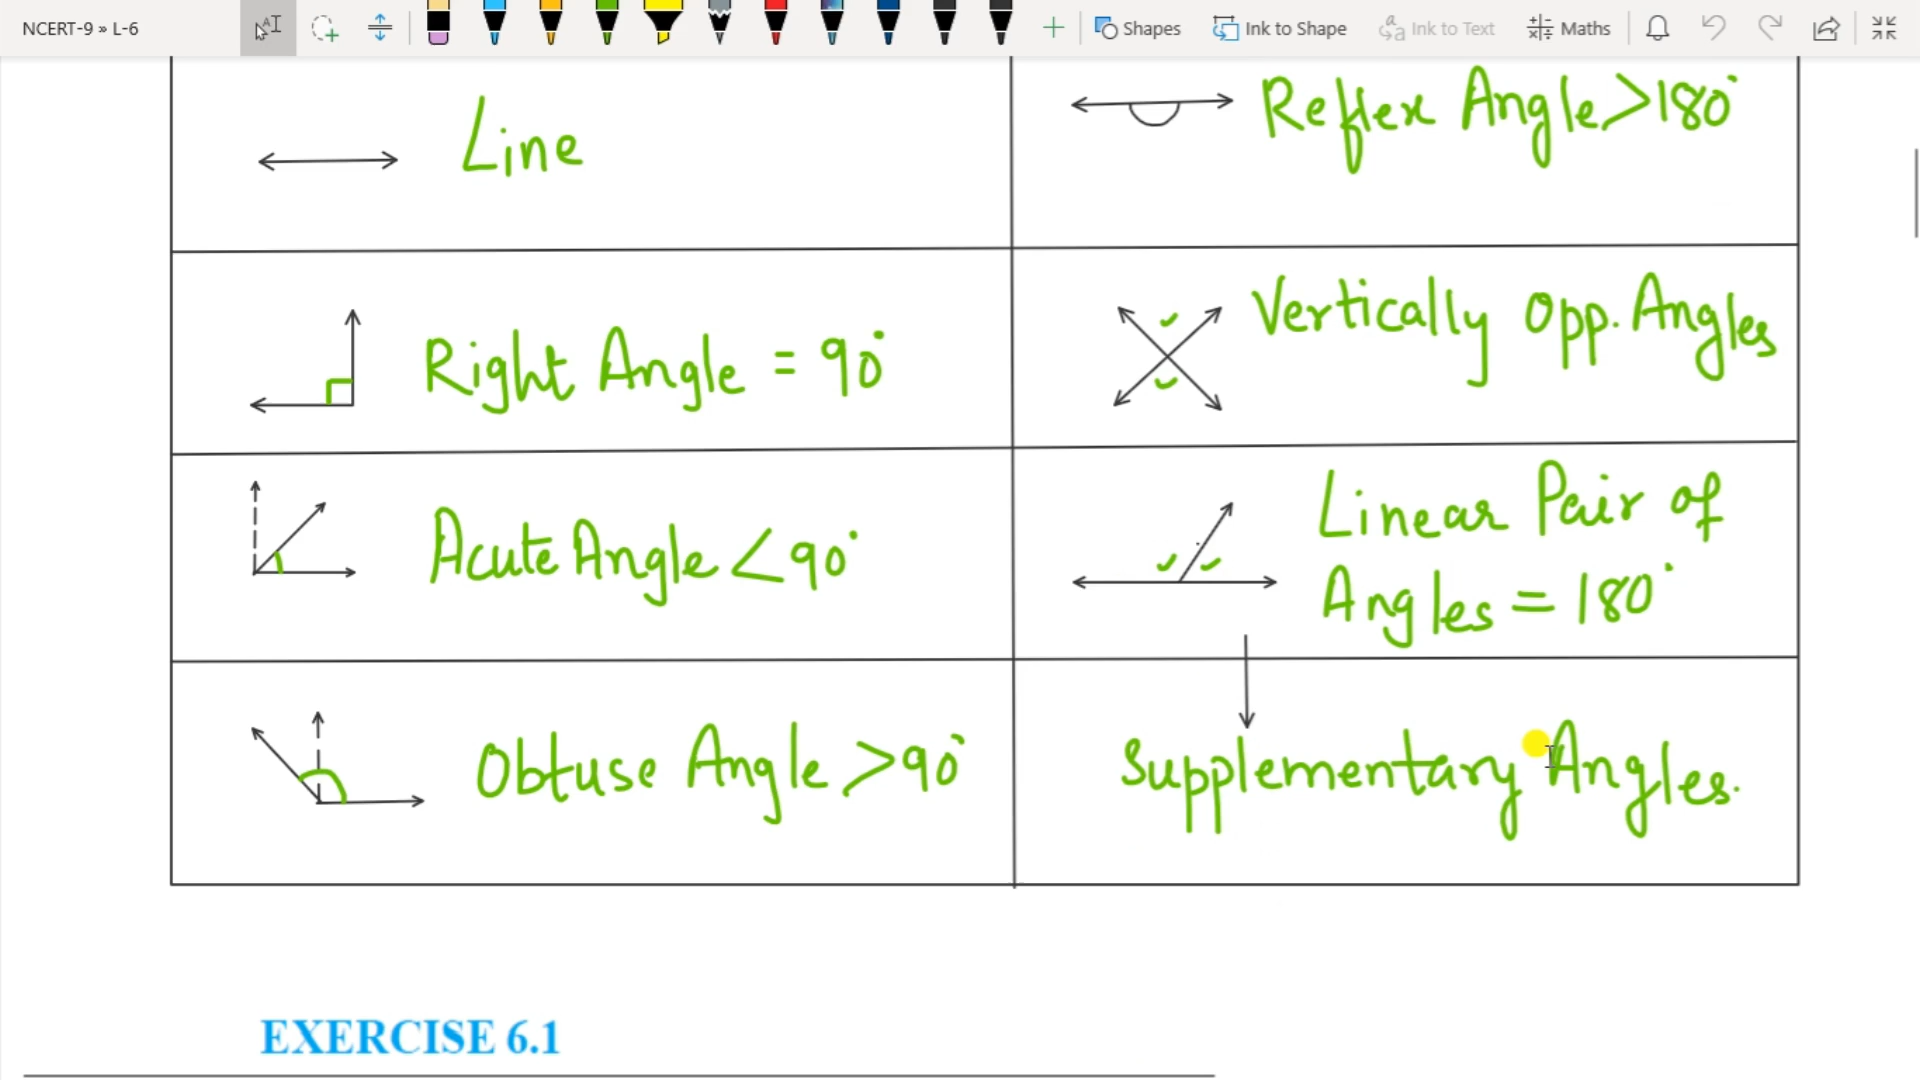 NCERT-9 » L-6
Shapes
Ink to Shape
Ink to Text
Maths
Line
Reflex Angle>180°
Right Angle = 90°
Vertically Opp. Angles
Acute Angle <90°
Linear Pair of
Angles = 180°
Obtuse Angle >90°
Supplementary Angles.
EXERCISE 6.1